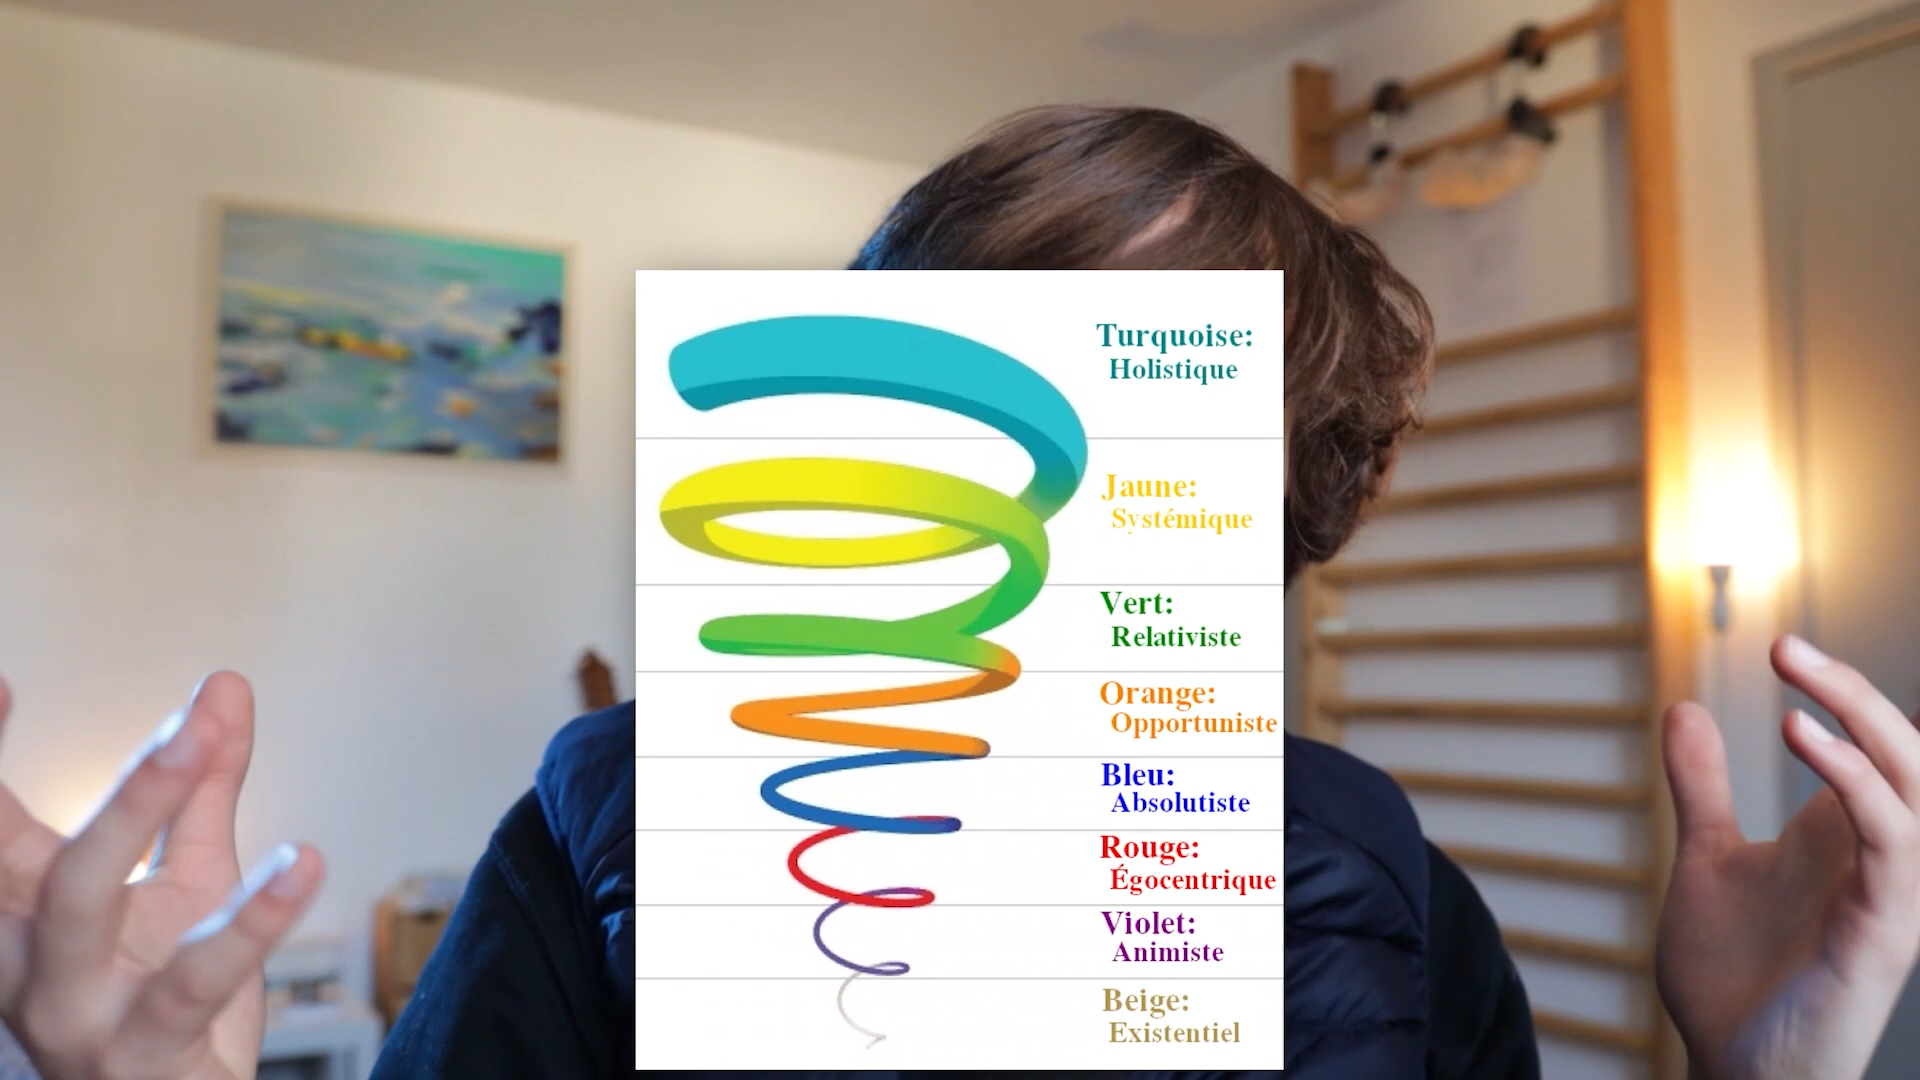 Turquoise:
Holistique
Jaune:
Systémique
Vert:
Relativiste
Orange:
Opportuniste
Bleu:
Absolutiste
Rouge:
Égocentrique
Violet:
Animiste
Beige:
Existentiel